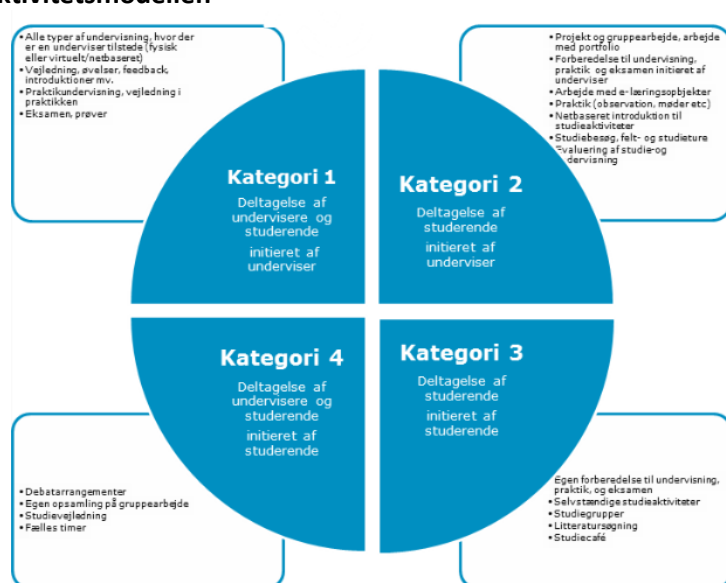 ktivitetsmodellen
• Alle typer af undervisning, hvor der
er en underviser tilstede (fysisk
eller virtuelt/netbaseret)
• Vejledning, øvelser, feedback,
introduktioner mv.
• Praktikundervisning, vejledning i
praktikken
• Eksamen, prøver
• Projekt og gruppearbejde, arbejde
med portfolio
• Forberedelse til undervisning,
praktik og eksamen initieret af
underviser
• Arbejde med e-læringsobjekter
• Praktik (observation, møder etc)
• Netbaseret introduktion til
studieaktiviteter
• Studiebesøg, felt- og studieture
Evaluering af studie-og
dervisning
Kategori 1
Deltagelse af
undervisere og
studerende
initieret af
underviser
Kategori 2
Deltagelse af
studerende
initieret af
underviser
Kategori 4
Deltagelse af
undervisere og
studerende
initieret af
studerende
Kategori 3
Deltagelse af
studerende
initieret af
studerende
• Debatarrangementer
• Egen opsamling på gruppearbejde
• Studievejledning
• Fælles timer
Egen forberedelse til undervisning,
praktik, og eksamen
• Selvstændige studieaktiviteter
• Studiegrupper
• Litteratursøgning
• Studiecafé